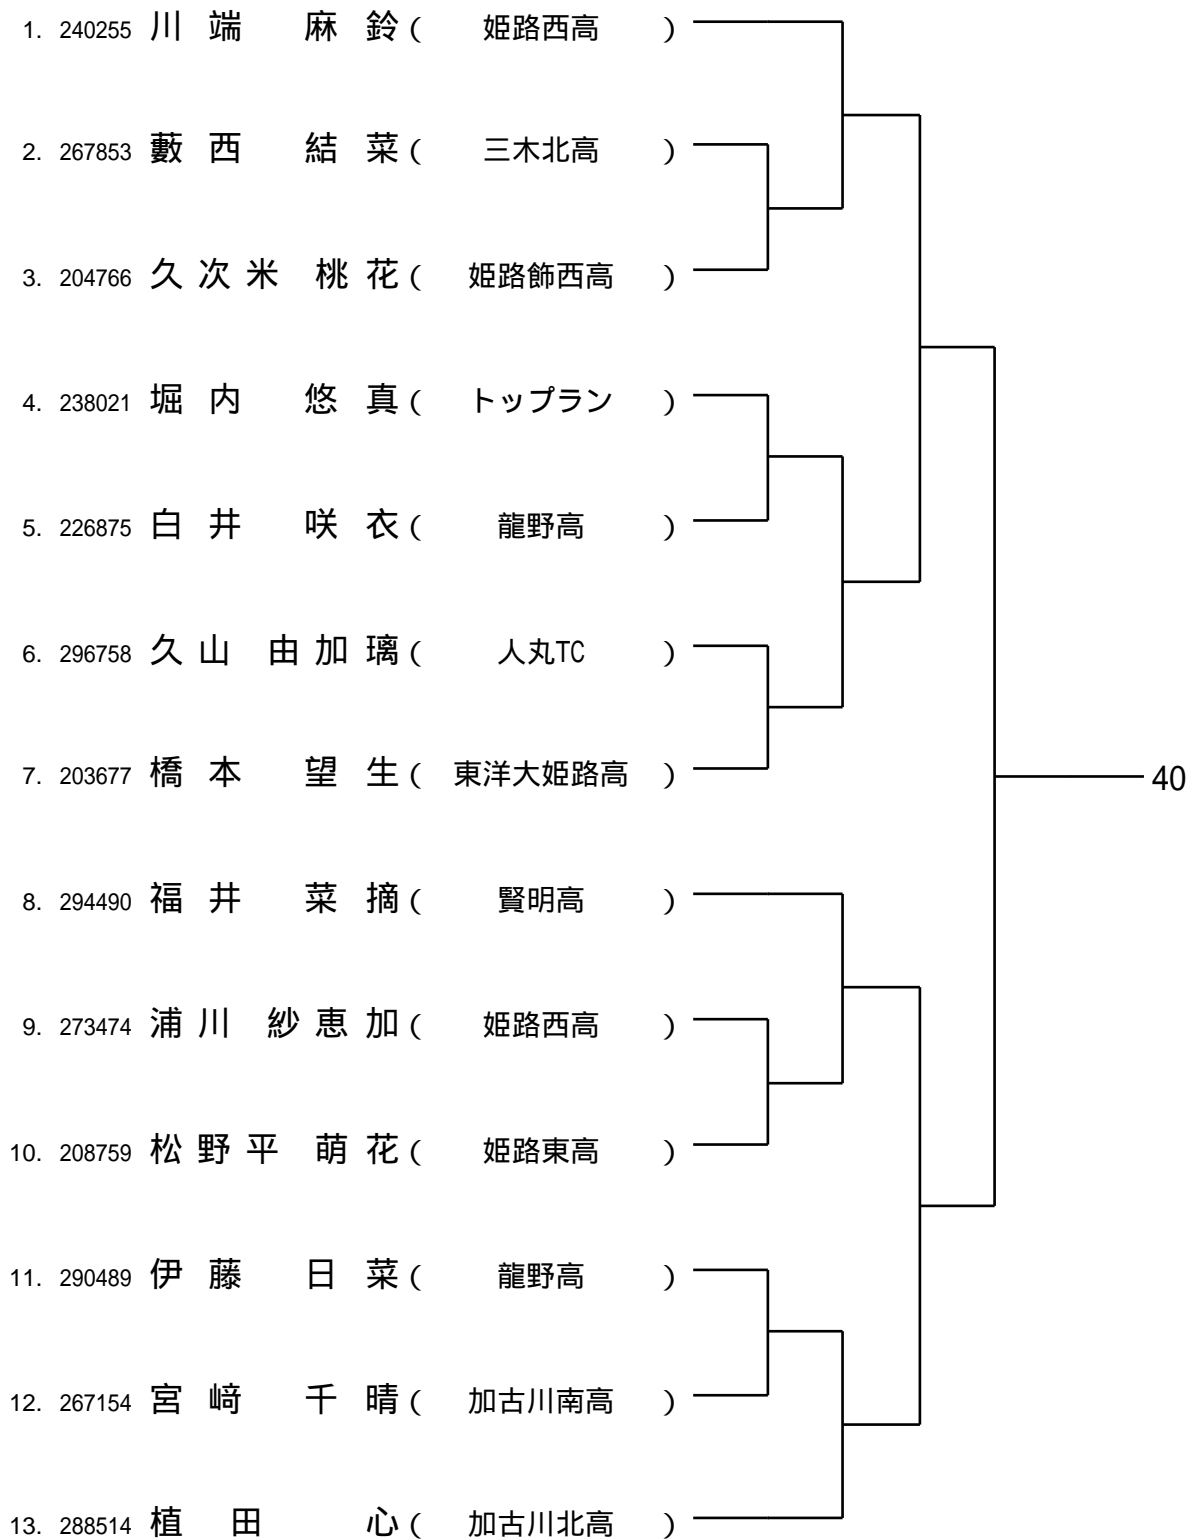 1. 240255 川端 麻鈴 ( 姫路西高 )
2. 267853 藪西 結菜 ( 三木北高 )
3. 204766 久次米 桃花 ( 姫路飾西高 )
4. 238021 堀内 悠真 ( トップラン )
5. 226875 白井 咲衣 ( 龍野高 )
6. 296758 久山 由加璃 ( 人丸TC )
7. 203677 橋本 望生 ( 東洋大姫路高 )
40
8. 294490 福井 菜摘 ( 賢明高 )
9. 273474 浦川 紗恵加 ( 姫路西高 )
10. 208759 松野平 萌花 ( 姫路東高 )
11. 290489 伊藤 日菜 ( 龍野高 )
12. 267154 宮﨑 千晴 ( 加古川南高 )
13. 288514 植田 心 ( 加古川北高 )